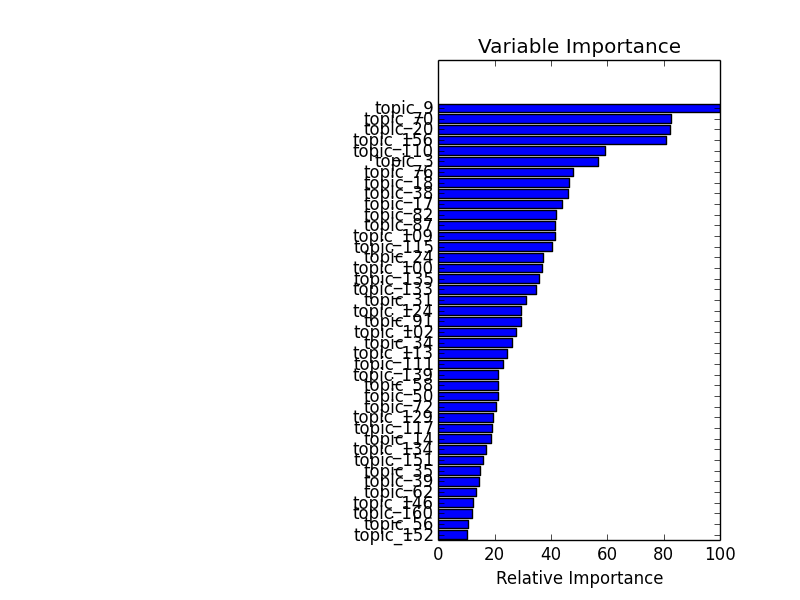 Variable Importance
topic_9
topic_70
topic_20
topic_156
topic_110
topic_3
topic_76
topic_18
topic_38
topic_17
topic_82
topic_87
topic_109
topic_115
topic_24
topic_100
topic_135
topic_133
topic_31
topic_124
topic_91
topic_102
topic_34
topic_113
topic_111
topic_139
topic_58
topic_50
topic_72
topic_129
topic_117
topic_14
topic_134
topic_151
topic_35
topic_39
topic_62
topic_146
topic_160
topic_56
topic_152
0 20 40 60 80 100
Relative Importance